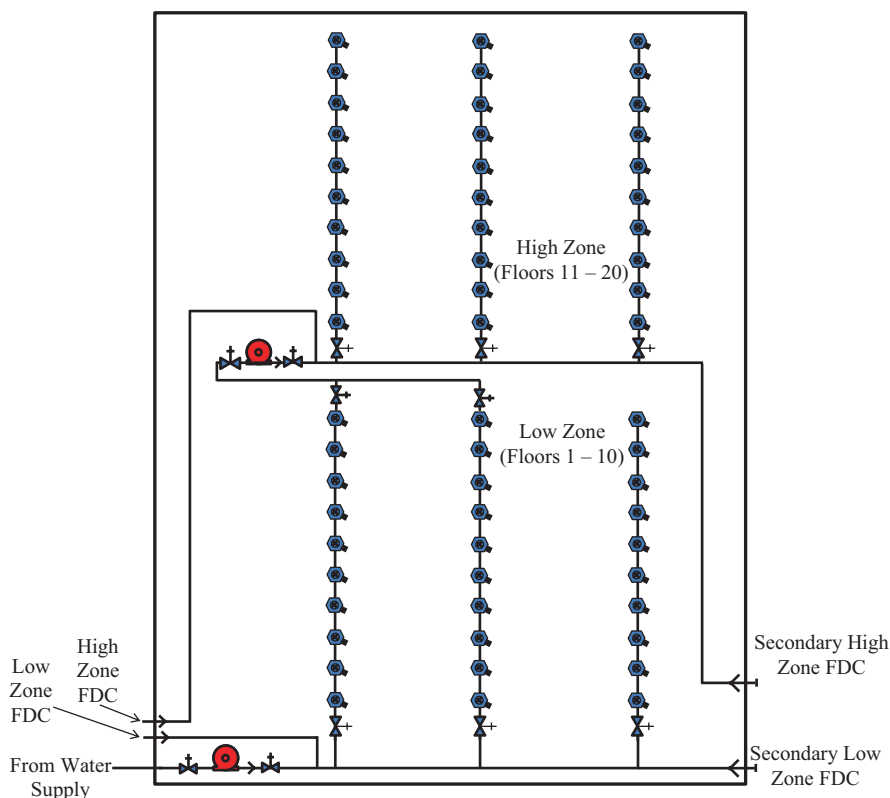 High Zone
(Floors 11 – 20)
Low Zone
(Floors 1 – 10)
High
Zone
FDC
Low
Zone
FDC
From Water
Supply
Secondary High
Zone FDC
Secondary Low
Zone FDC